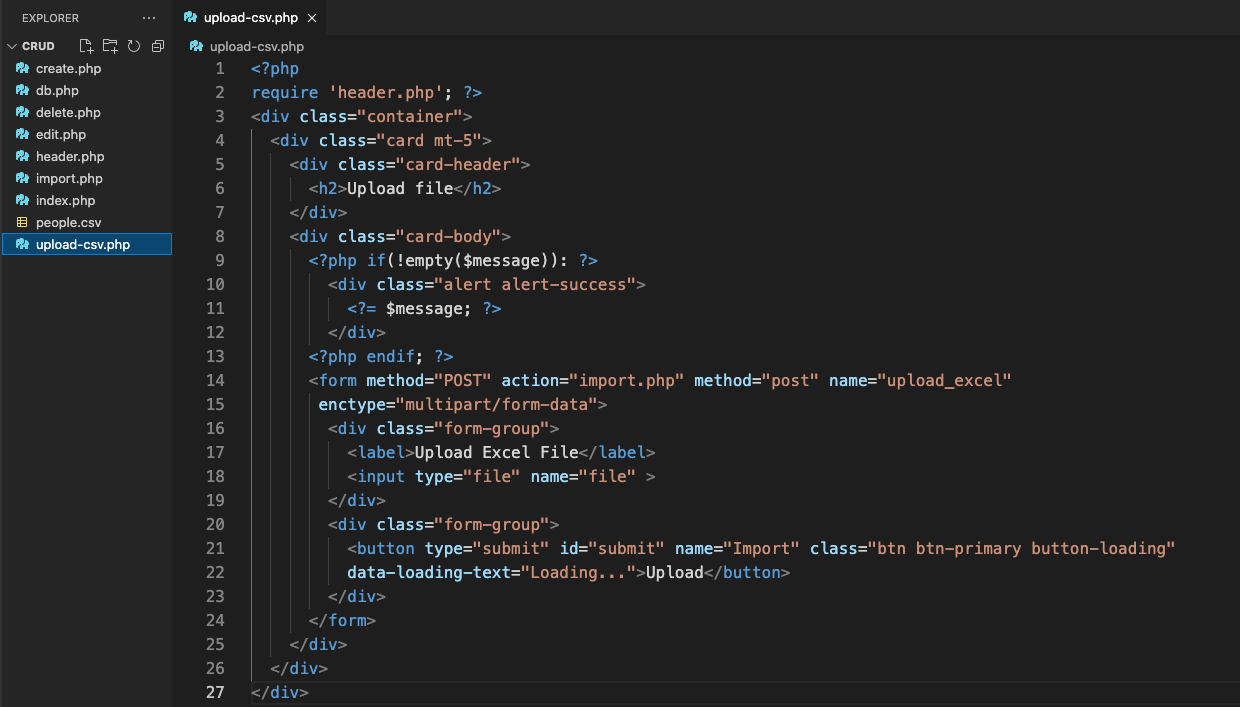 EXPLORER
CRUD
create.php
db.php
delete.php
edit.php
header.php
import.php
index.php
people.csv
upload-csv.php
upload-csv.php
upload-csv.php
1 <?php
2 require 'header.php'; ?>
3 <div class="container">
4 <div class="card mt-5">
5 <div class="card-header">
6 <h2>Upload file</h2>
7 </div>
8 <div class="card-body">
9 <?php if(!empty($message)): ?>
10 <div class="alert alert-success">
11 <?= $message; ?>
12 </div>
13 <?php endif; ?>
14 <form method="POST" action="import.php" method="post" name="upload_excel"
15 enctype="multipart/form-data">
16 <div class="form-group">
17 <label>Upload Excel File</label>
18 <input type="file" name="file" >
19 </div>
20 <div class="form-group">
21 <button type="submit" id="submit" name="Import" class="btn btn-primary button-loading"
22 data-loading-text="Loading...">Upload</button>
23 </div>
24 </form>
25 </div>
26 </div>
27 </div>